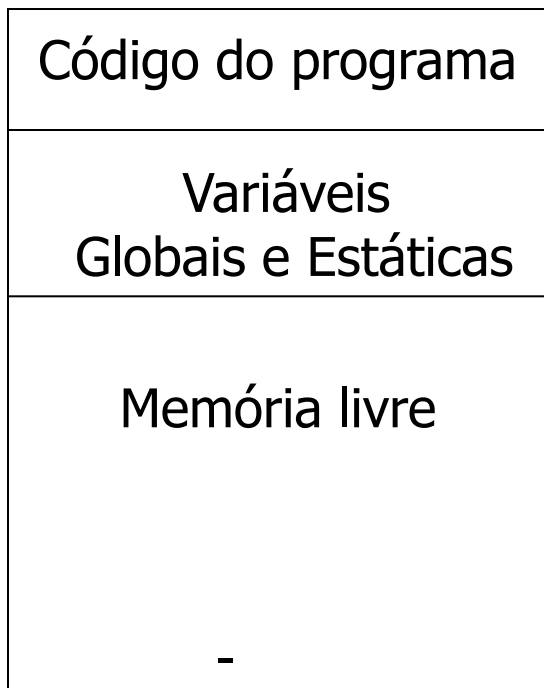 Código do programa
Variáveis
Globais e Estáticas
Memória livre
-